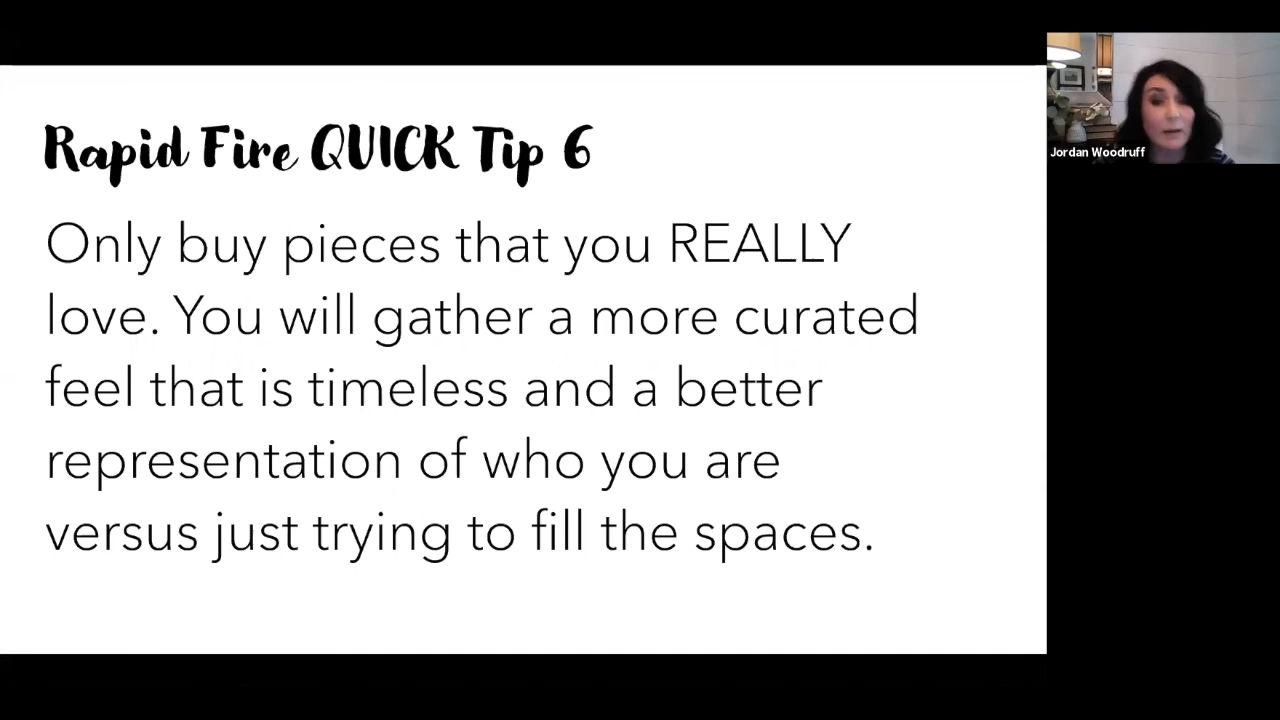 Rapid Fire QUICK Tip 6
Only buy pieces that you REALLY
love. You will gather a more curated
feel that is timeless and a better
representation of who you are
versus just trying to fill the spaces.
Jordan Woodruff